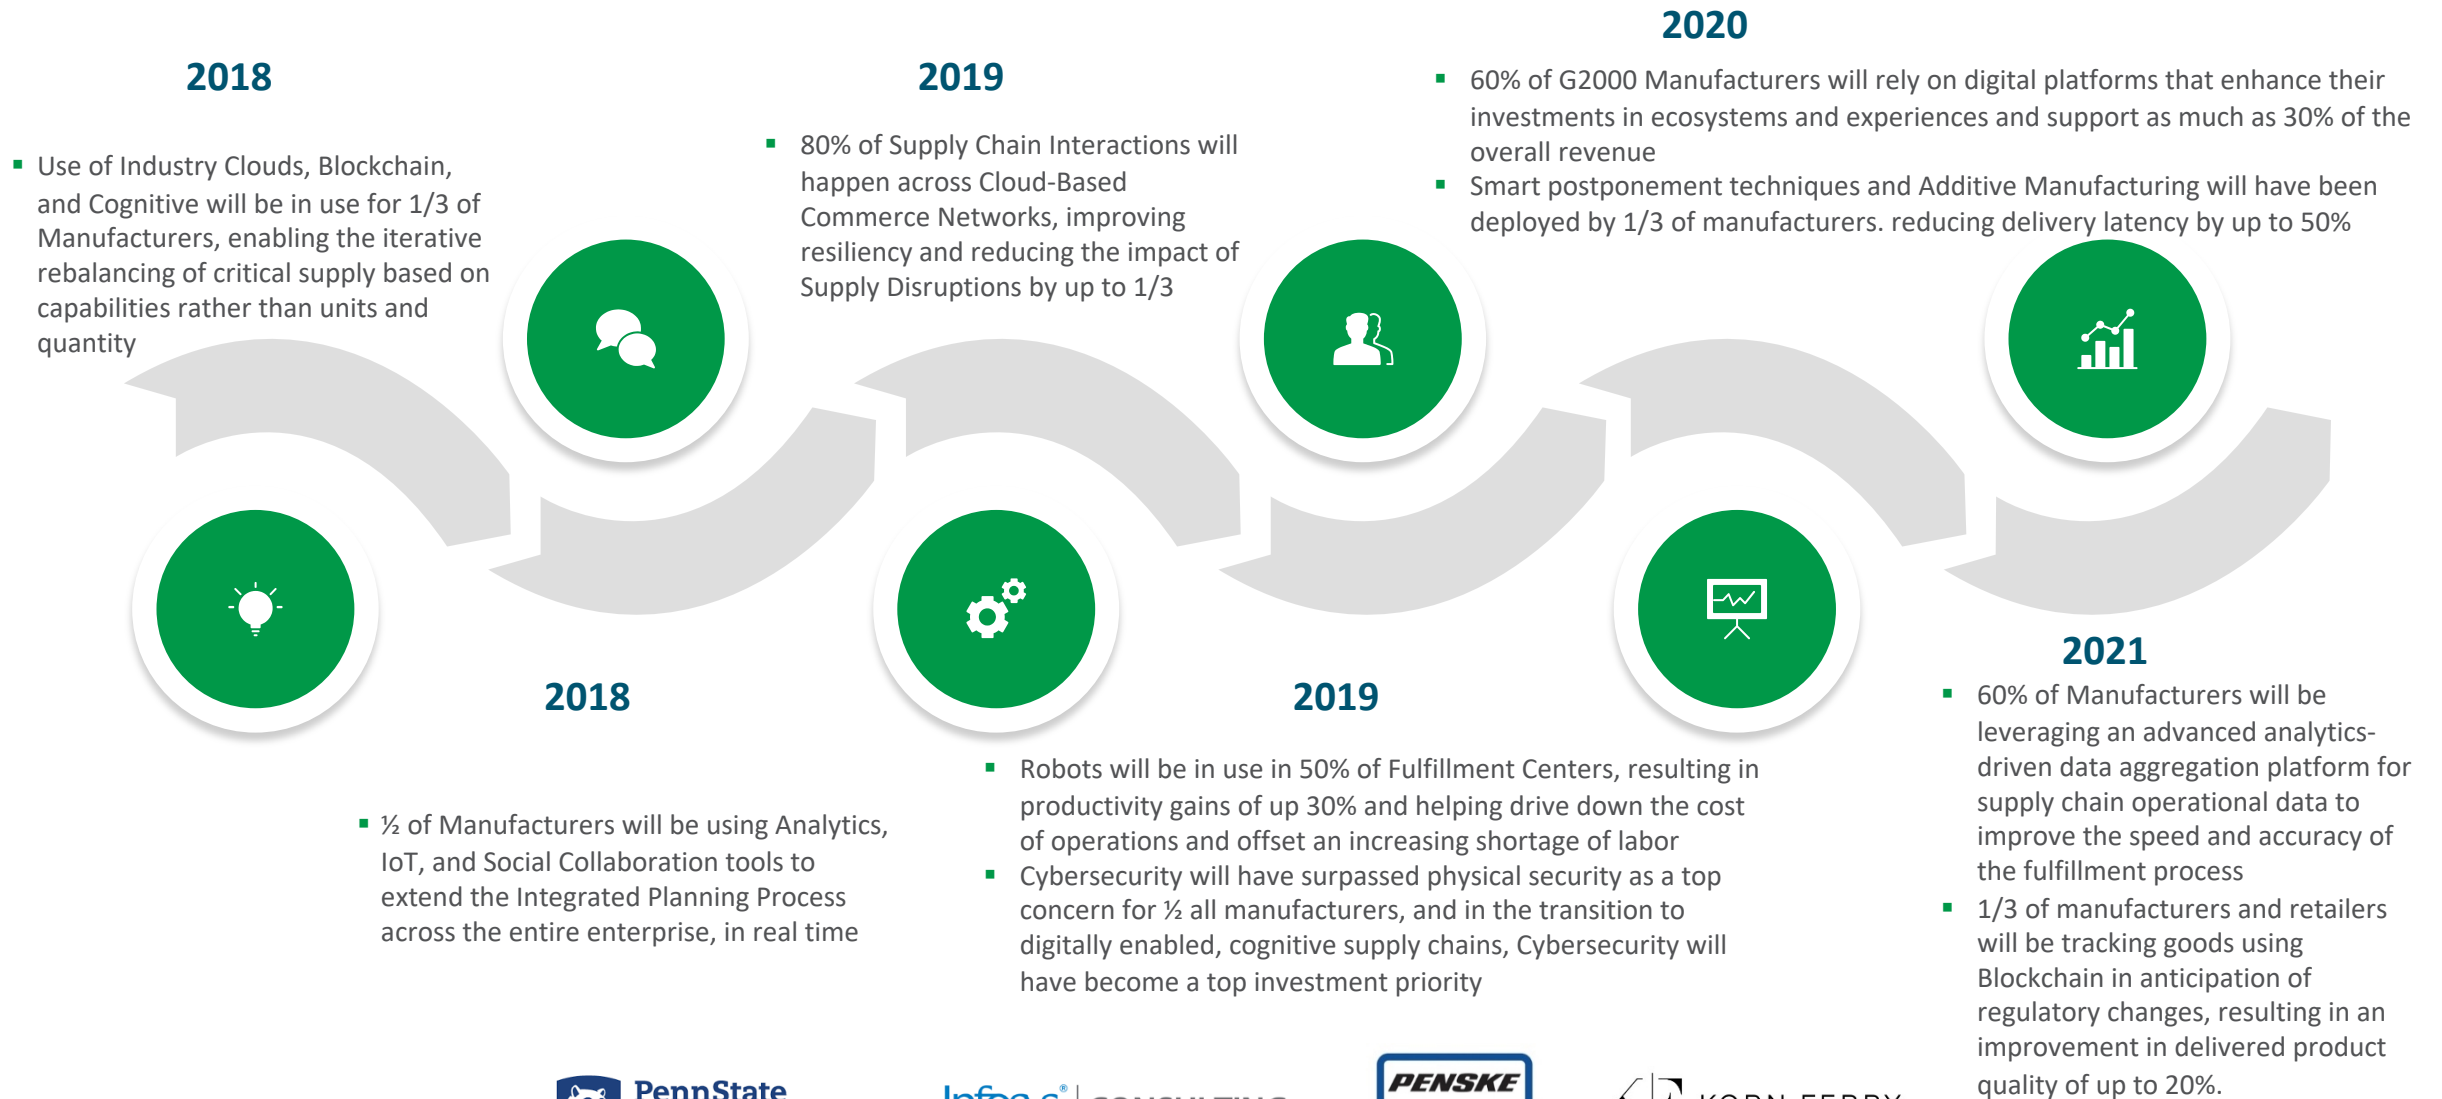 2018
Use of Industry Clouds, Blockchain,
and Cognitive will be in use for 1/3 of
Manufacturers, enabling the iterative
rebalancing of critical supply based on
capabilities rather than units and
quantity
2018
½ of Manufacturers will be using Analytics,
IoT, and Social Collaboration tools to
extend the Integrated Planning Process
across the entire enterprise, in real time
2019
80% of Supply Chain Interactions will
happen across Cloud-Based
Commerce Networks, improving
resiliency and reducing the impact of
Supply Disruptions by up to 1/3
2019
Robots will be in use in 50% of Fulfillment Centers, resulting in
productivity gains of up 30% and helping drive down the cost
of operations and offset an increasing shortage of labor
Cybersecurity will have surpassed physical security as a top
concern for ½ all manufacturers, and in the transition to
digitally enabled, cognitive supply chains, Cybersecurity will
have become a top investment priority
2020
60% of G2000 Manufacturers will rely on digital platforms that enhance their
investments in ecosystems and experiences and support as much as 30% of the
overall revenue
Smart postponement techniques and Additive Manufacturing will have been
deployed by 1/3 of manufacturers. reducing delivery latency by up to 50%
2021
60% of Manufacturers will be
leveraging an advanced analytics-
driven data aggregation platform for
supply chain operational data to
improve the speed and accuracy of
the fulfillment process
1/3 of manufacturers and retailers
will be tracking goods using
Blockchain in anticipation of
regulatory changes, resulting in an
improvement in delivered product
quality of up to 20%.
PennState
CONSULTING
PENSKE
KORN FERRY